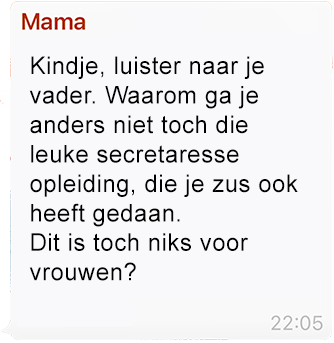 Mama
Kindje, luister naar je
vader. Waarom ga je
anders niet toch die
leuke secretaresse
opleiding, die je zus ook
heeft gedaan.
Dit is toch niks voor
vrouwen?
22:05